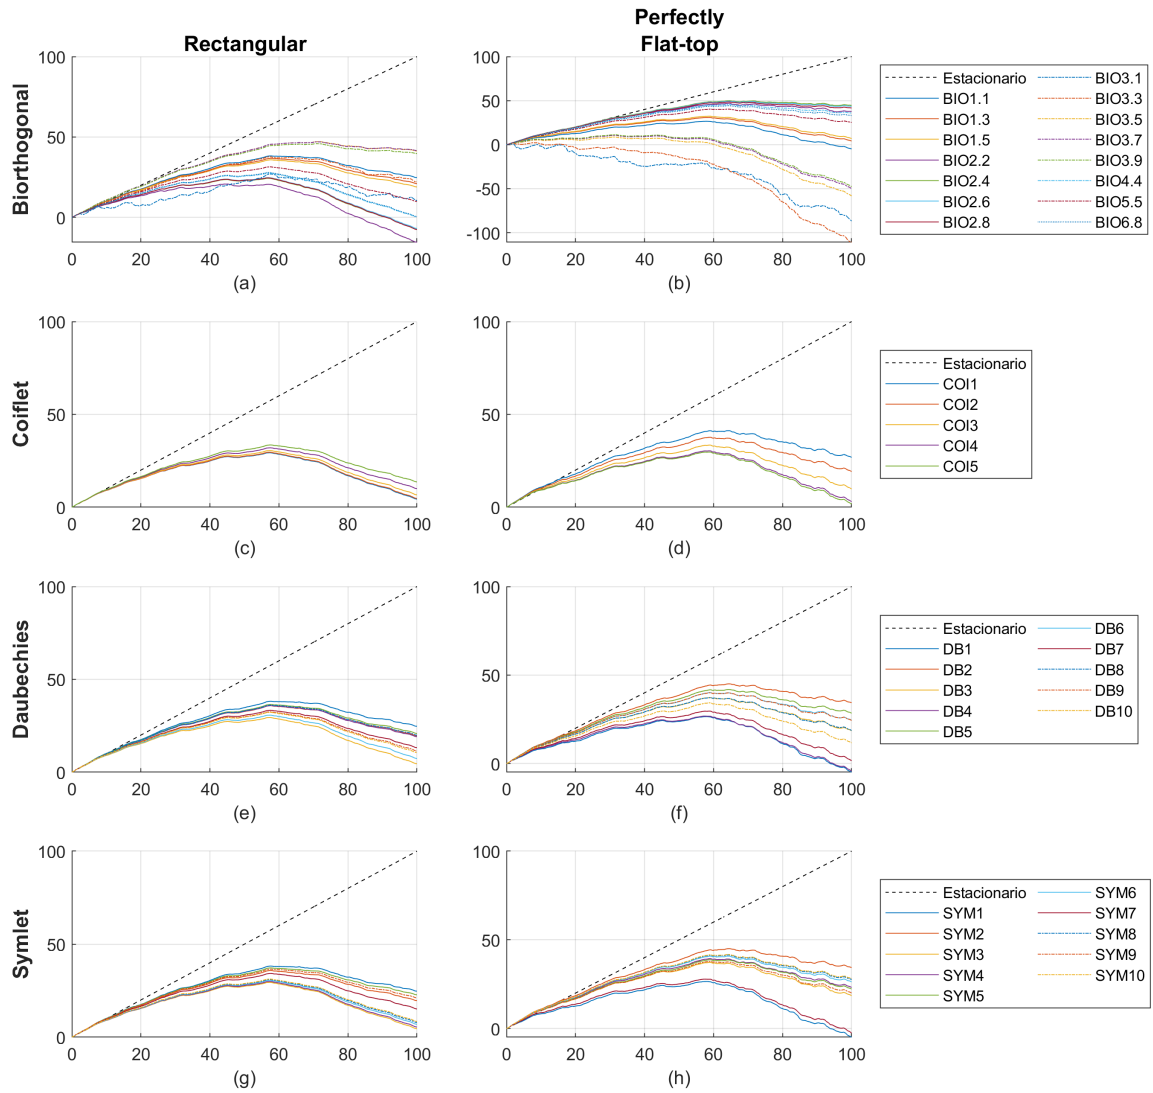 Rectangular
Perfectly
Flat-top
Biorthogonal
100
50
0
0 20 40 60 80 100
(a)
100
50
0
-50
-100
0 20 40 60 80 100
(b)
Estacionario
BIO1.1
BIO1.3
BIO1.5
BIO2.2
BIO2.4
BIO2.6
BIO2.8
BIO3.1
BIO3.3
BIO3.5
BIO3.7
BIO3.9
BIO4.4
BIO5.5
BIO6.8
Coiflet
100
50
0
0 20 40 60 80 100
(c)
100
50
0
0 20 40 60 80 100
(d)
Estacionario
COI1
COI2
COI3
COI4
COI5
Daubechies
100
50
0
0 20 40 60 80 100
(e)
100
50
0
0 20 40 60 80 100
(f)
Estacionario
DB1
DB2
DB3
DB4
DB5
DB6
DB7
DB8
DB9
DB10
Symlet
100
50
0
0 20 40 60 80 100
(g)
100
50
0
0 20 40 60 80 100
(h)
Estacionario
SYM1
SYM2
SYM3
SYM4
SYM5
SYM6
SYM7
SYM8
SYM9
SYM10